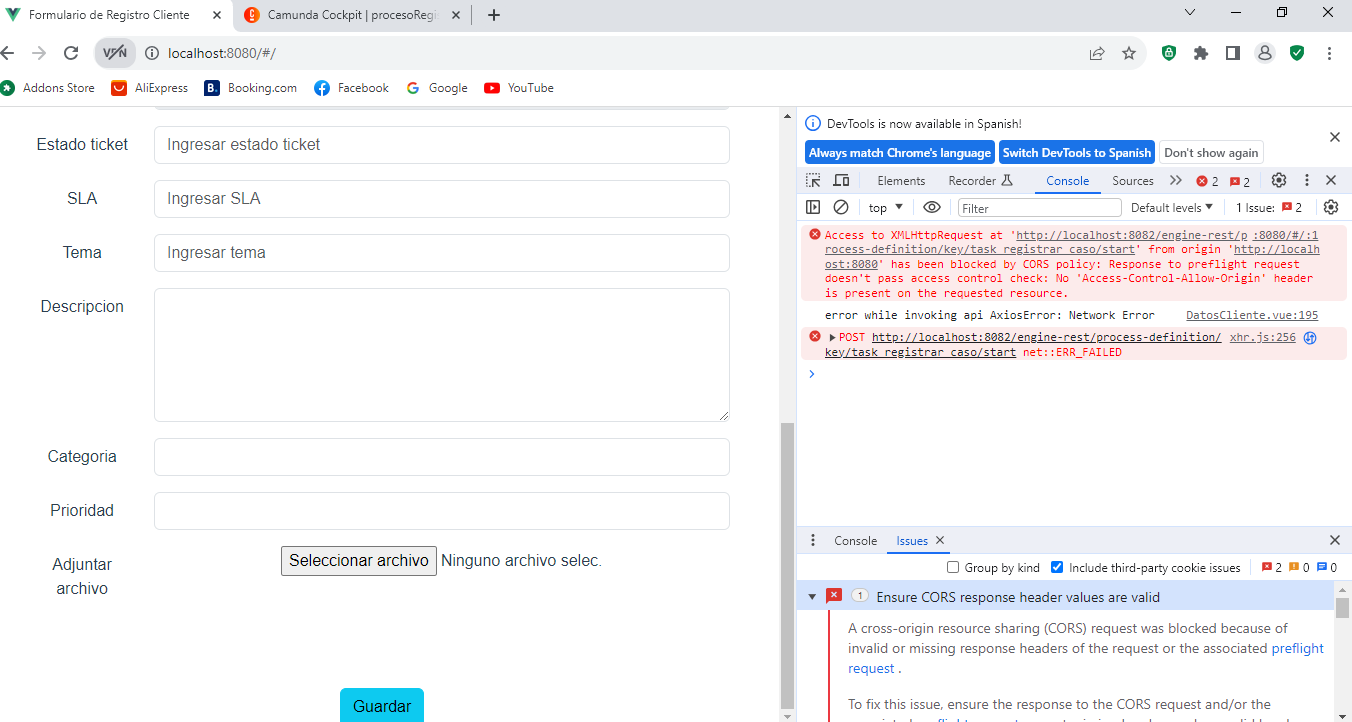 Formulario de Registro Cliente
Camunda Cockpit | procesoRegi
VPN
localhost:8080/#/
Addons Store
AliExpress
B. Booking.com
Facebook
G Google
YouTube
Estado ticket
Ingresar estado ticket
SLA
Ingresar SLA
Tema
Ingresar tema
Descripcion
Categoria
Prioridad
Adjuntar
archivo
Seleccionar archivo Ninguno archivo selec.
Guardar
DevTools is now available in Spanish!
Always match Chrome's language Switch DevTools to Spanish Don't show again
Elements Recorder Console Sources 2 2
top Filter Default levels 1 Issue: 2
Access to XMLHttpRequest at 'http://localhost:8082/engine-rest/p :8080/#/:1
rocess-definition/key/task_registrar_caso/start' from origin 'http://localh
ost:8080' has been blocked by CORS policy: Response to preflight request
doesn't pass access control check: No 'Access-Control-Allow-Origin' header
is present on the requested resource.
error while invoking api AxiosError: Network Error DatosCliente.vue:195
POST http://localhost:8082/engine-rest/process-definition/ xhr.js:256
key/task_registrar_caso/start net::ERR_FAILED
Console Issues
Group by kind Include third-party cookie issues 2 0 0
1 Ensure CORS response header values are valid
A cross-origin resource sharing (CORS) request was blocked because of
invalid or missing response headers of the request or the associated preflight
request .
To fix this issue, ensure the response to the CORS request and/or the